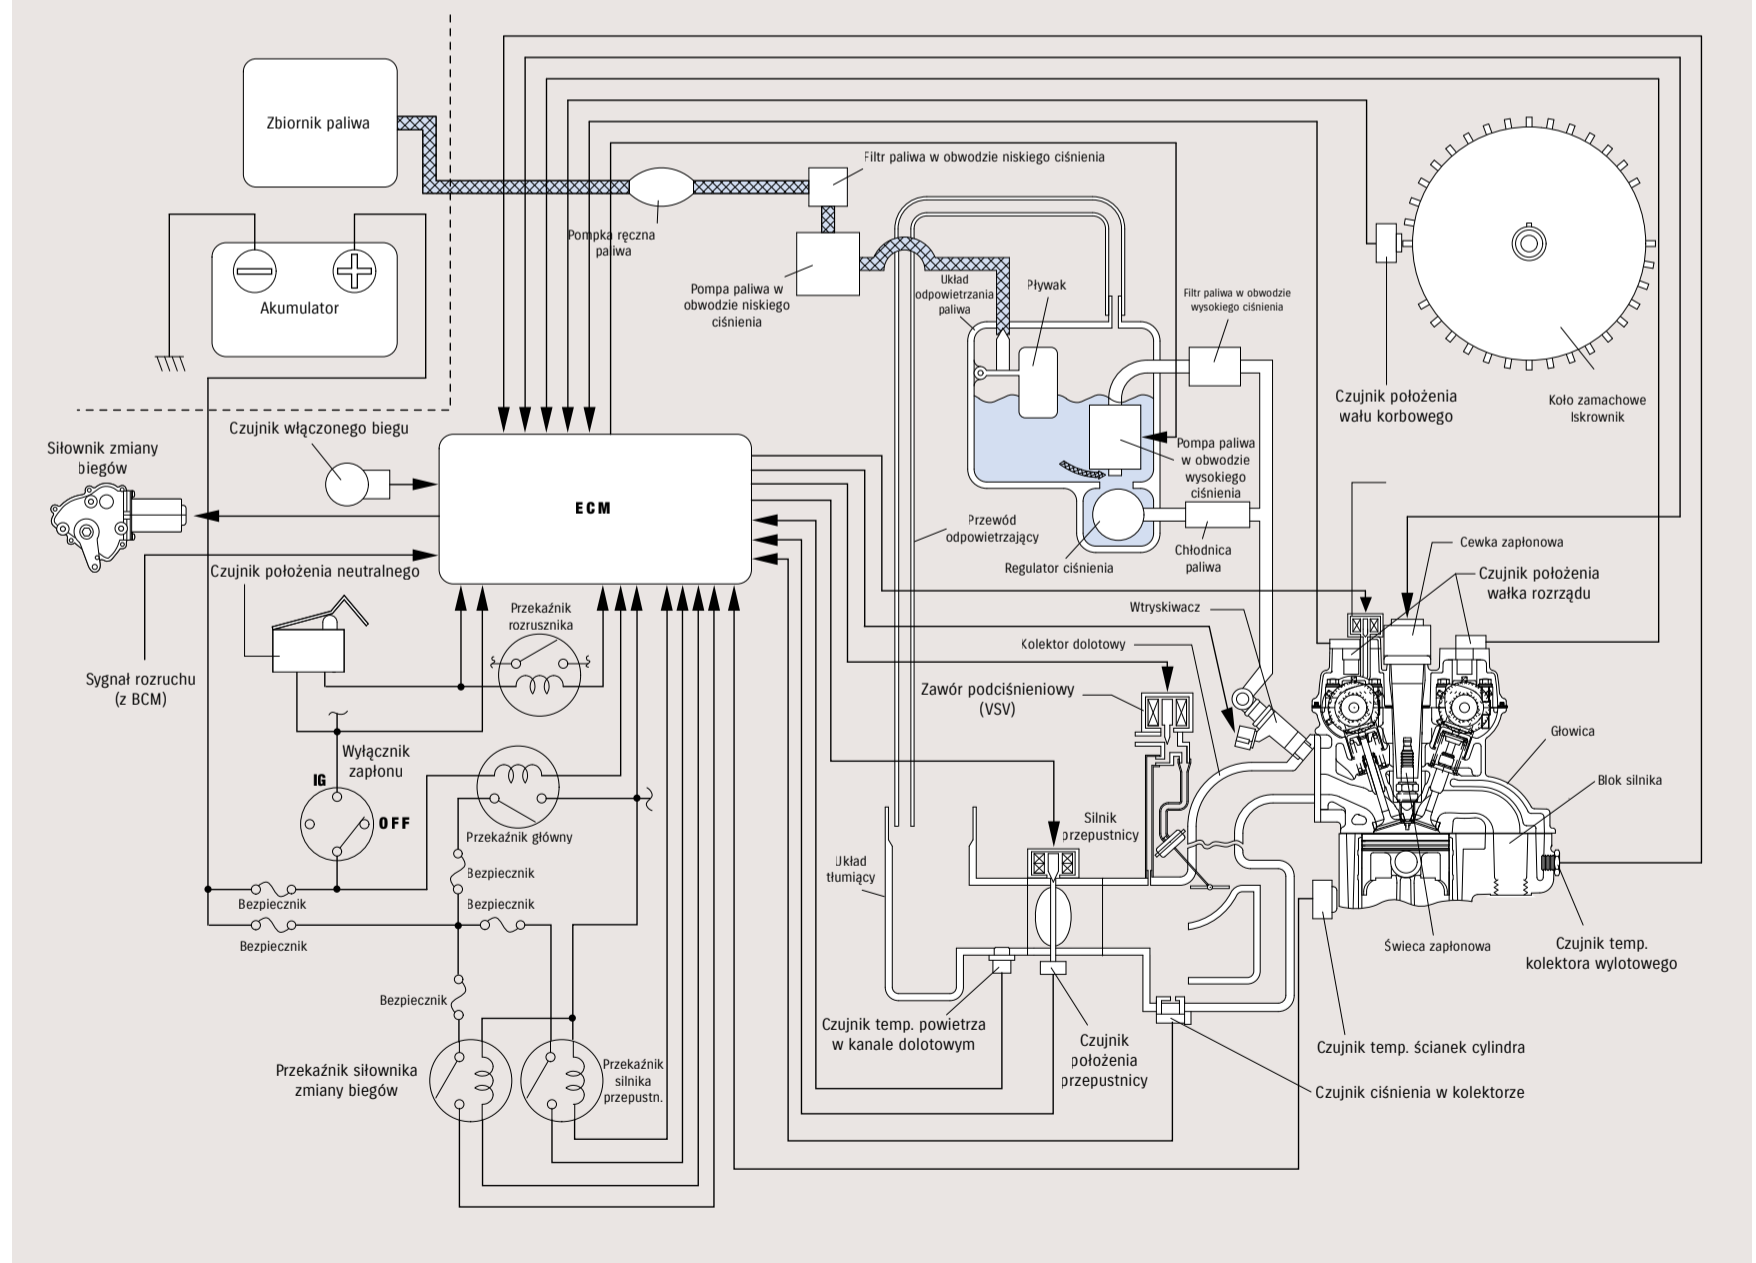 Zbiornik paliwa
Filtr paliwa w obwodzie niskiego ciśnienia
Pompka ręczna
paliwa
Akumulator
Pompa paliwa w
obwodzie niskiego
ciśnienia
Układ
odpowietrzania
paliwa
Pływak
Filtr paliwa w obwodzie
wysokiego ciśnienia
Czujnik położenia
wału korbowego
Koło zamachowe
Iskrownik
Czujnik włączonego biegu
Siłownik zmiany
biegów
ECM
Pompa paliwa
w obwodzie
wysokiego
ciśnienia
Przewód
odpowietrzający
Regulator ciśnienia
Chłodnica
paliwa
Cewka zapłonowa
Czujnik położenia
wałka rozrządu
Czujnik położenia neutralnego
Przekaźnik
rozrusznika
Wtryskiwacz
Kolektor dolotowy
Sygnał rozruchu
(z BCM)
Zawór podciśnieniowy
(VSV)
Głowica
Blok silnika
Wyłącznik
zapłonu
IG
OFF
Przekaźnik główny
Silnik
przepustnicy
Układ
tłumiący
Bezpiecznik
Bezpiecznik
Bezpiecznik
Bezpiecznik
Świeca zapłonowa
Czujnik temp.
kolektora wylotowego
Bezpiecznik
Czujnik temp. powietrza
w kanale dolotowym
Czujnik
położenia
przepustnicy
Czujnik temp. ścianek cylindra
Przekaźnik siłownika
zmiany biegów
Przekaźnik
silnika
przepustn.
Czujnik ciśnienia w kolektorze